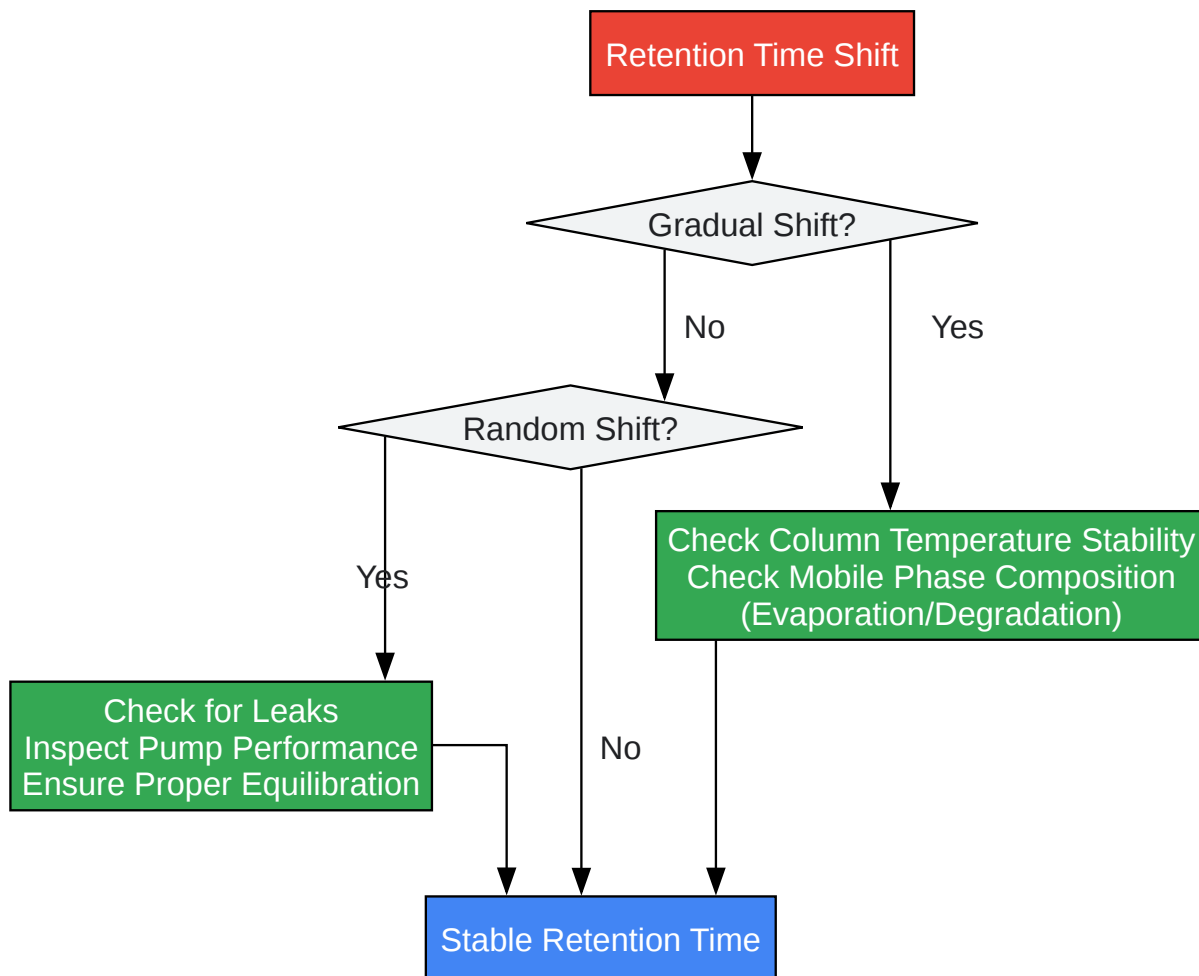 Retention Time Shift
Gradual Shift?
No
Yes
Random Shift?
Check Column Temperature Stability
Check Mobile Phase Composition
(Evaporation/Degradation)
Yes
Check for Leaks
Inspect Pump Performance
Ensure Proper Equilibration
No
Stable Retention Time